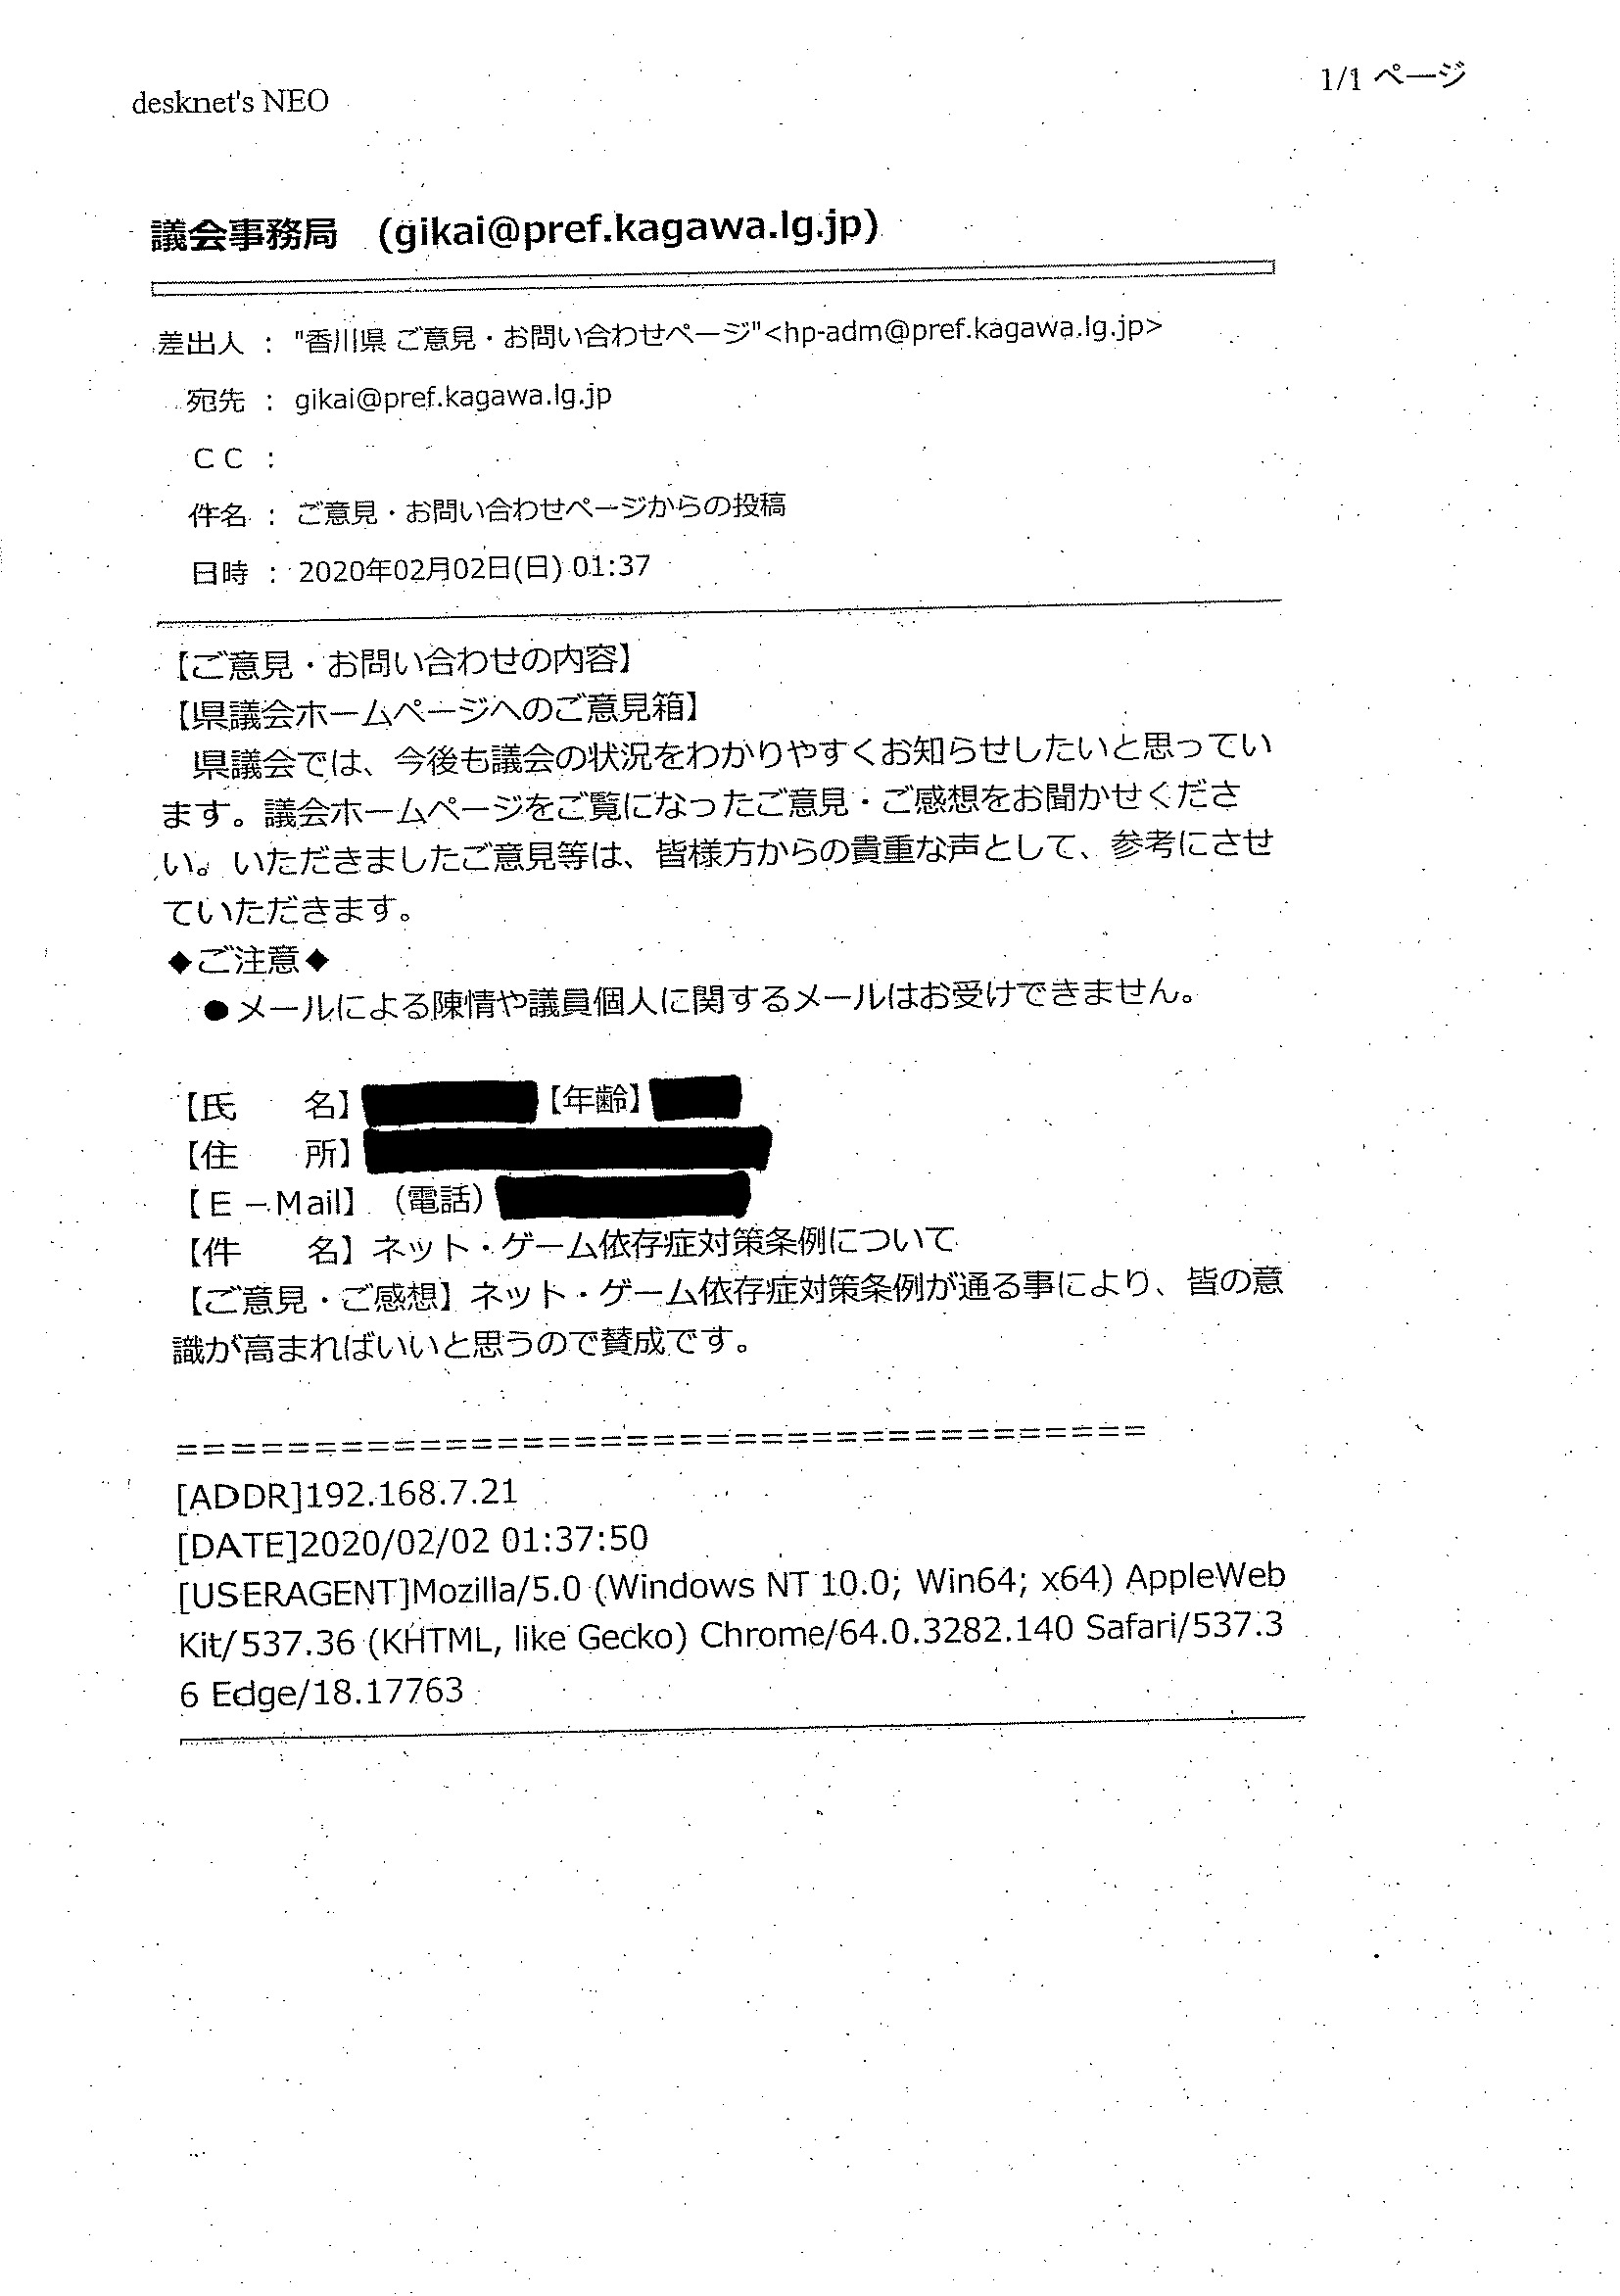 desknet's NEO
1/1 ページ
議会事務局 (gikai@pref.kagawa.lg.jp)
差出人 : "香川県 ご意見・お問い合わせページ"<hp-adm@pref.kagawa.lg.jp>
宛先 : gikai@pref.kagawa.lg.jp
CC :
件名 : ご意見・お問い合わせページからの投稿
日時 : 2020年02月02日(日) 01:37
【ご意見・お問い合わせの内容】
【県議会ホームページへのご意見箱】
県議会では、今後も議会の状況をわかりやすくお知らせしたいと思ってい
ます。議会ホームページをご覧になったご意見・ご感想をお聞かせくださ
い。いただきましたご意見等は、皆様方からの貴重な声として、参考にさせ
ていただきます。
◆ご注意◆
●メールによる陳情や議員個人に関するメールはお受けできません。
【氏　　名】 【年齢】
【住　　所】
【E－Mail】（電話）
【件　　名】ネット・ゲーム依存症対策条例について
【ご意見・ご感想】ネット・ゲーム依存症対策条例が通る事により、皆の意
識が高まればいいと思うので賛成です。
====================================
[ADDR]192.168.7.21
[DATE]2020/02/02 01:37:50
[USERAGENT]Mozilla/5.0 (Windows NT 10.0; Win64; x64) AppleWeb
Kit/537.36 (KHTML, like Gecko) Chrome/64.0.3282.140 Safari/537.3
6 Edge/18.17763